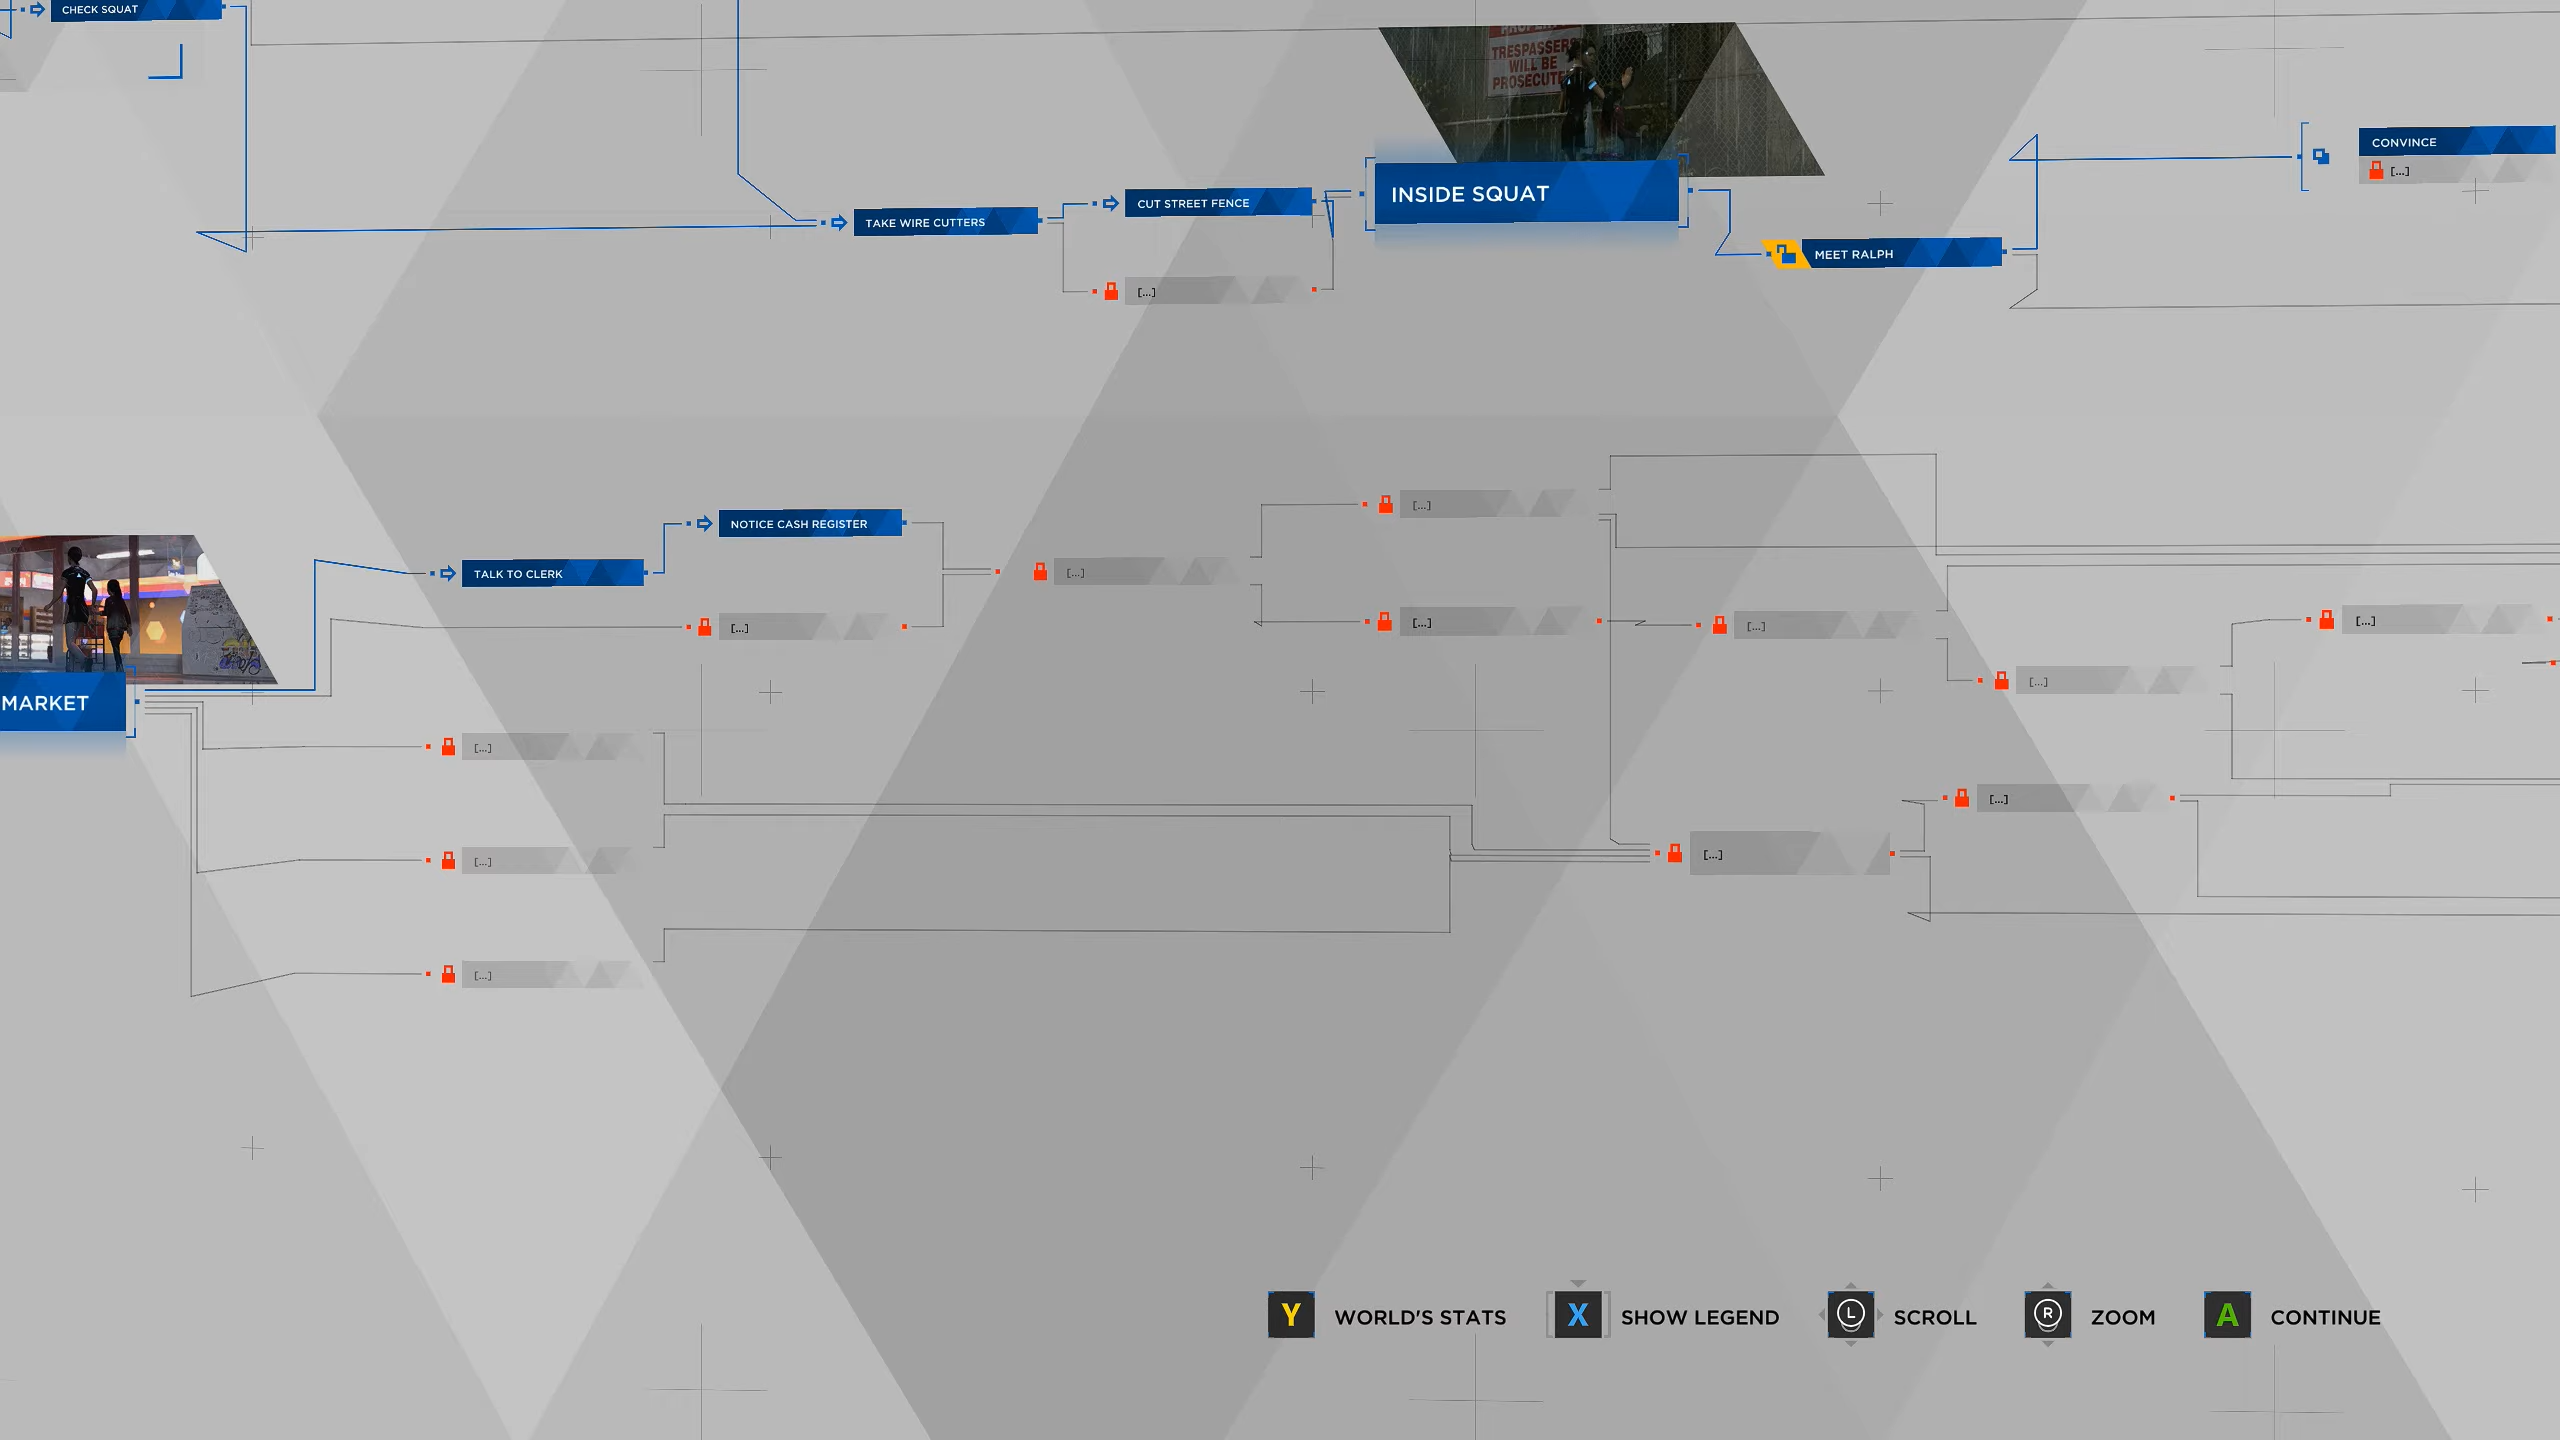 CHECK SQUAT
TRESPASSERS
WILL BE
CONVINCE
[...]
INSIDE SQUAT
CUT STREET FENCE
TAKE WIRE CUTTERS
MEET RALPH
[...]
[...]
NOTICE CASH REGISTER
[...]
TALK TO CLERK
[...]
[...]
[...]
[...]
[...]
MARKET
[...]
[...]
[...]
[...]
[...]
[...]
Y WORLD'S STATS
X SHOW LEGEND
L SCROLL
R ZOOM
A CONTINUE